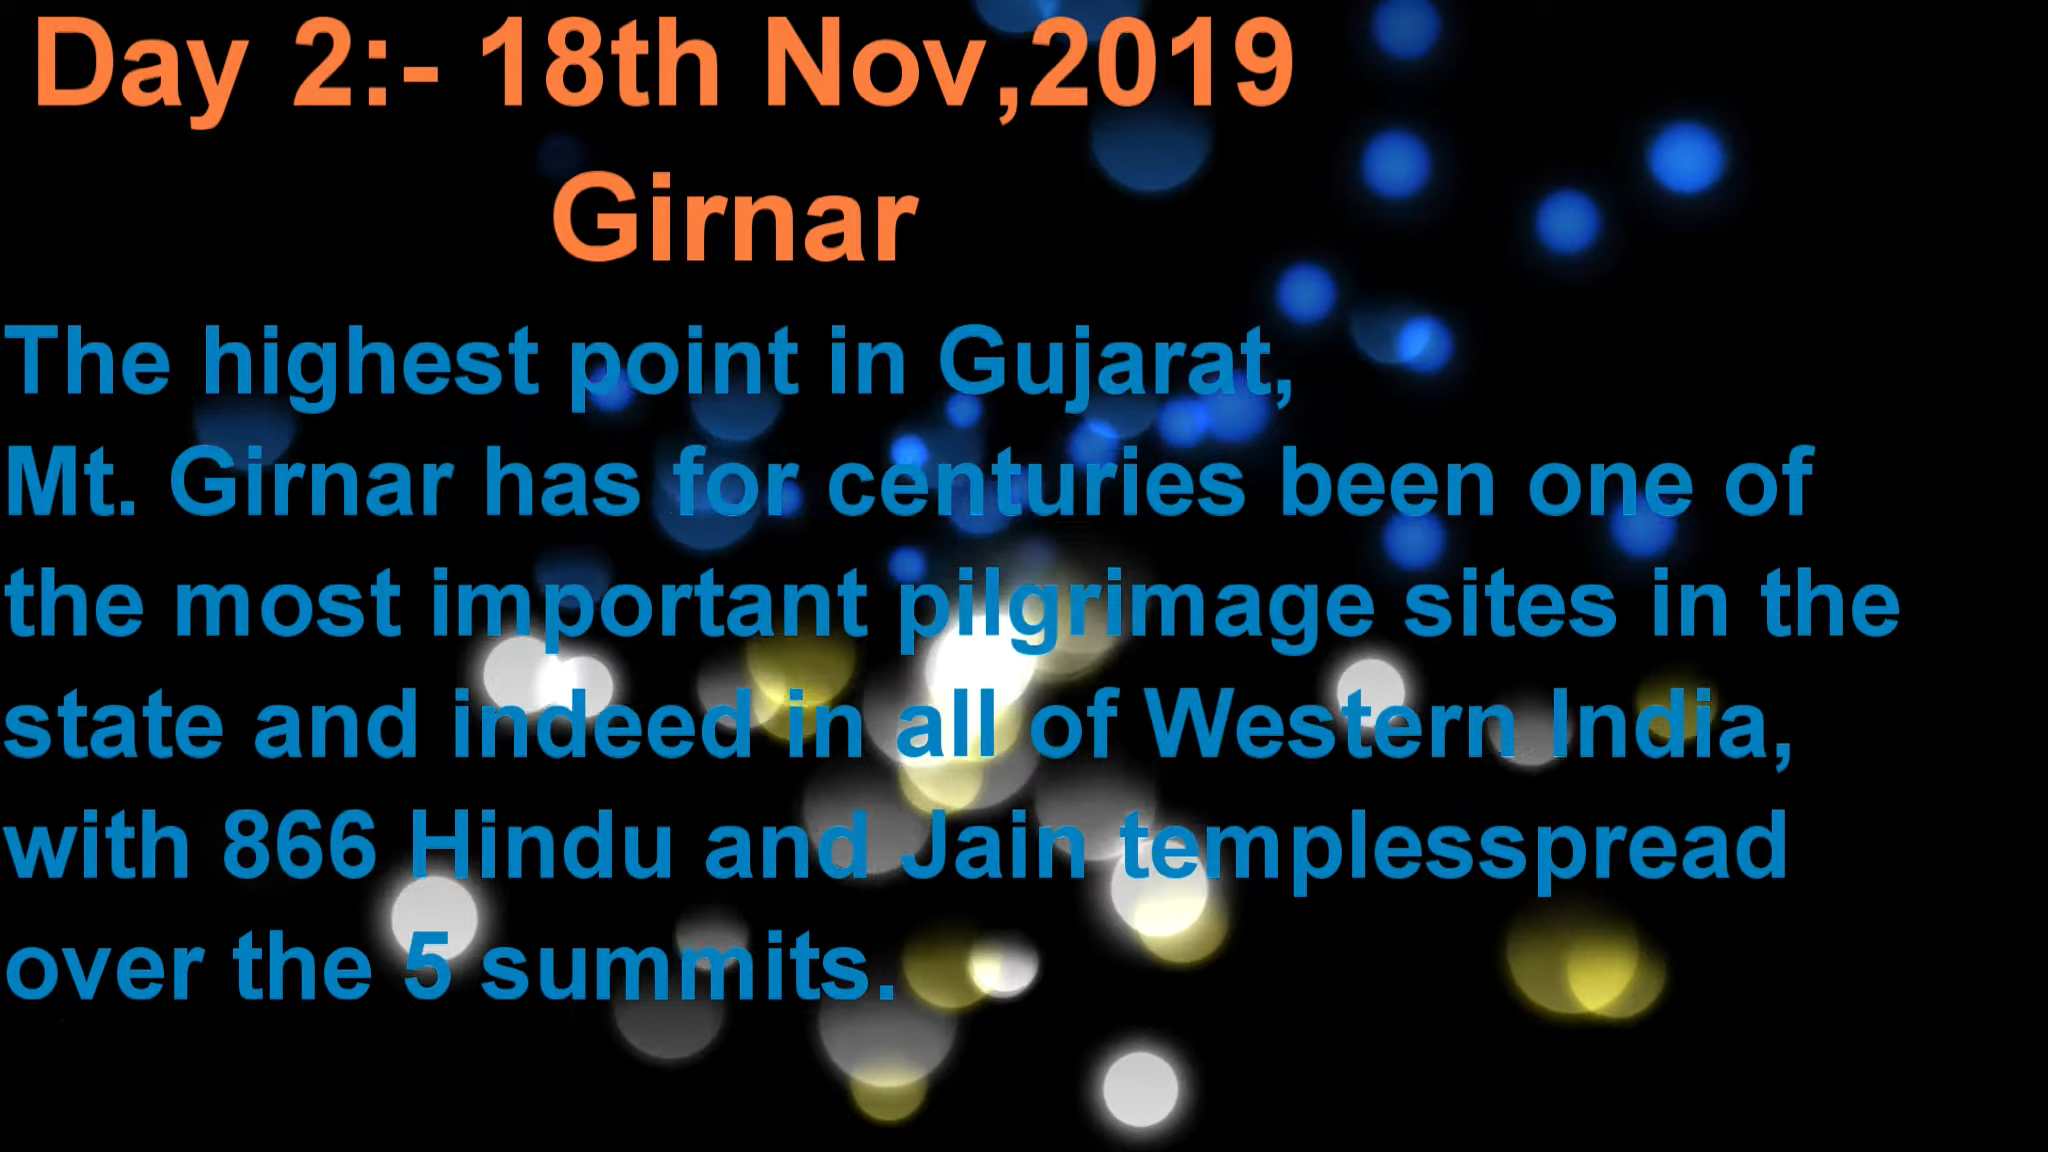 Day 2:- 18th Nov,2019
Girnar
The highest point in Gujarat,
Mt. Girnar has for centuries been one of
the most important pilgrimage sites in the
state and indeed in all of Western India,
with 866 Hindu and Jain templesspread
over the 5 summits.